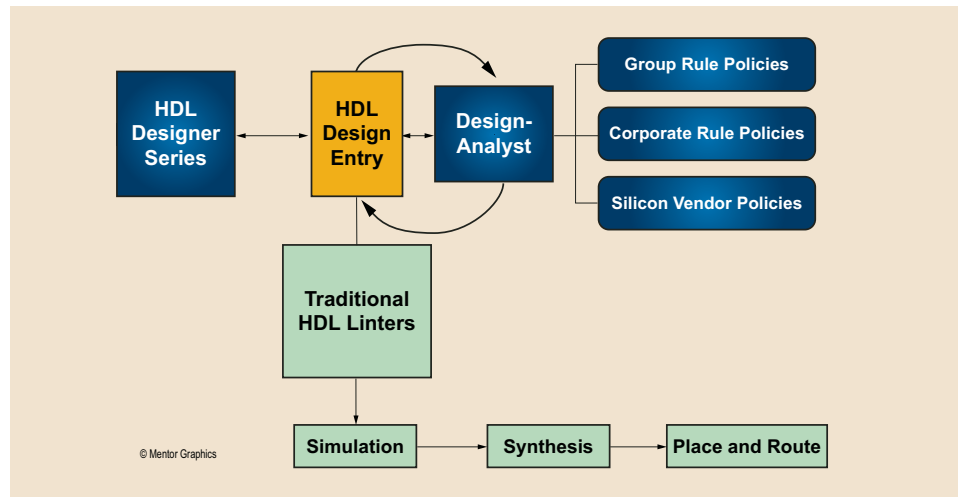 HDL
Designer
Series
HDL
Design
Entry
Design-
Analyst
Group Rule Policies
Corporate Rule Policies
Silicon Vendor Policies
Traditional
HDL Linters
Simulation
Synthesis
Place and Route
© Mentor Graphics